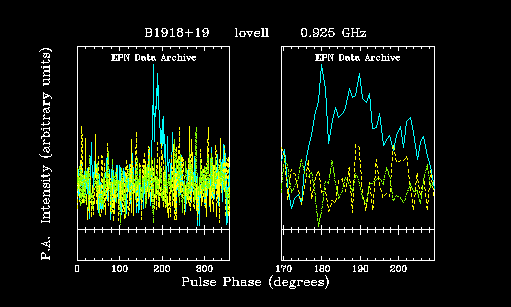 B1918+19 lovell 0.925 GHz
EPN Data Archive EPN Data Archive
P.A. Intensity (arbitrary units)
0 100 200 300 170 180 190 200
Pulse Phase (degrees)